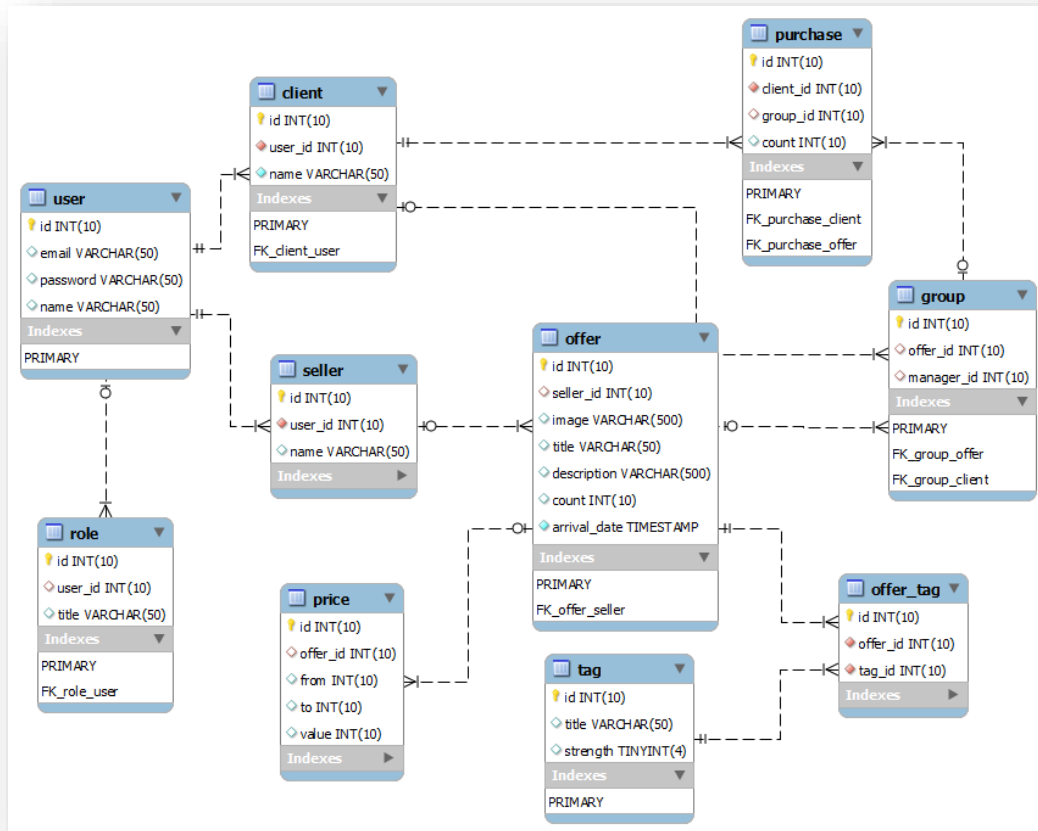 purchase
id INT(10)
client_id INT(10)
group_id INT(10)
count INT(10)
Indexes
PRIMARY
FK_purchase_client
FK_purchase_offer
client
id INT(10)
user_id INT(10)
name VARCHAR(50)
Indexes
PRIMARY
FK_client_user
user
id INT(10)
email VARCHAR(50)
password VARCHAR(50)
name VARCHAR(50)
Indexes
PRIMARY
group
id INT(10)
offer_id INT(10)
manager_id INT(10)
Indexes
PRIMARY
FK_group_offer
FK_group_client
offer
id INT(10)
seller_id INT(10)
image VARCHAR(500)
title VARCHAR(50)
description VARCHAR(500)
count INT(10)
arrival_date TIMESTAMP
Indexes
PRIMARY
FK_offer_seller
seller
id INT(10)
user_id INT(10)
name VARCHAR(50)
Indexes
role
id INT(10)
user_id INT(10)
title VARCHAR(50)
Indexes
PRIMARY
FK_role_user
price
id INT(10)
offer_id INT(10)
from INT(10)
to INT(10)
value INT(10)
Indexes
offer_tag
id INT(10)
offer_id INT(10)
tag_id INT(10)
Indexes
tag
id INT(10)
title VARCHAR(50)
strength TINYINT(4)
Indexes
PRIMARY